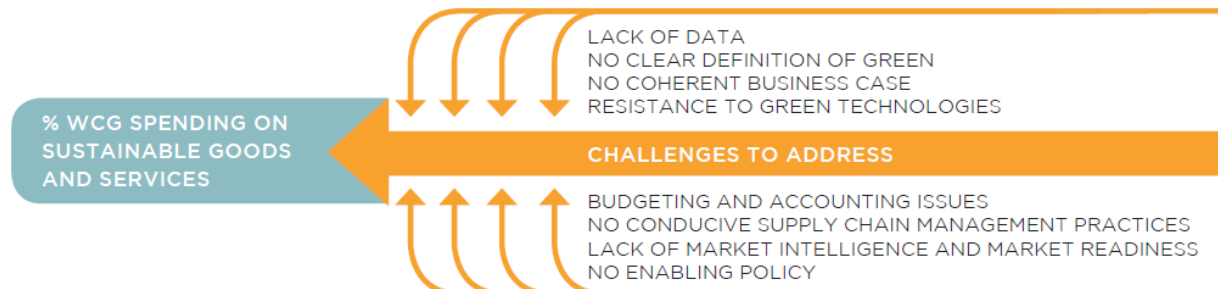 % WCG SPENDING ON
SUSTAINABLE GOODS
AND SERVICES
LACK OF DATA
NO CLEAR DEFINITION OF GREEN
NO COHERENT BUSINESS CASE
RESISTANCE TO GREEN TECHNOLOGIES
CHALLENGES TO ADDRESS
BUDGETING AND ACCOUNTING ISSUES
NO CONDUCIVE SUPPLY CHAIN MANAGEMENT PRACTICES
LACK OF MARKET INTELLIGENCE AND MARKET READINESS
NO ENABLING POLICY